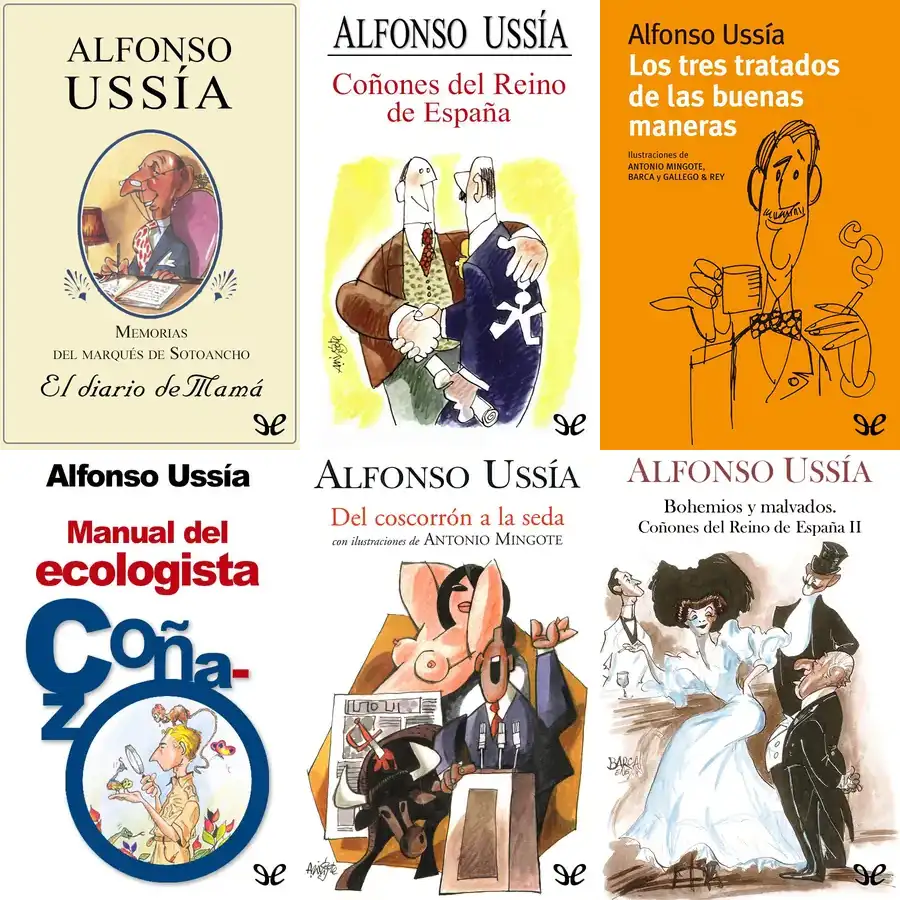 ALFONSO
USSÍA
MEMORIAS
DEL MARQUÉS DE SOTOANCHO
El diario de Mamá
ALFONSO USSÍA
Coñones del Reino
de España
Mingote
Alfonso Ussía
Los tres tratados
de las buenas
maneras
Ilustraciones de
ANTONIO MINGOTE,
BARCA y GALLEGO & REY
Alfonso Ussía
Manual del
ecologista
Coña-
z
ALFONSO USSÍA
Del coscorrón a la seda
con ilustraciones de ANTONIO MINGOTE
Mingote
ALFONSO USSÍA
Bohemios y malvados.
Coñones del Reino de España II
BARCA